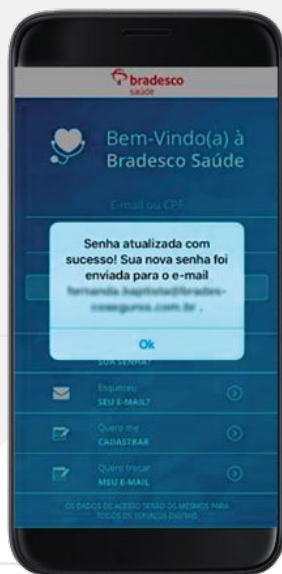 bradesco
saúde
Bem-Vindo(a) à
Bradesco Saúde
E-mail ou CPF
Senha atualizada com
sucesso! Sua nova senha foi
enviada para o e-mail
Ok
SUA SENHA?
Esqueceu
SEU E-MAIL?
Quero me
CADASTRAR
Quero trocar
MEU E-MAIL
OS DADOS DE ACESSO SERÃO OS MESMOS PARA
TODOS OS SERVIÇOS DIGITAIS